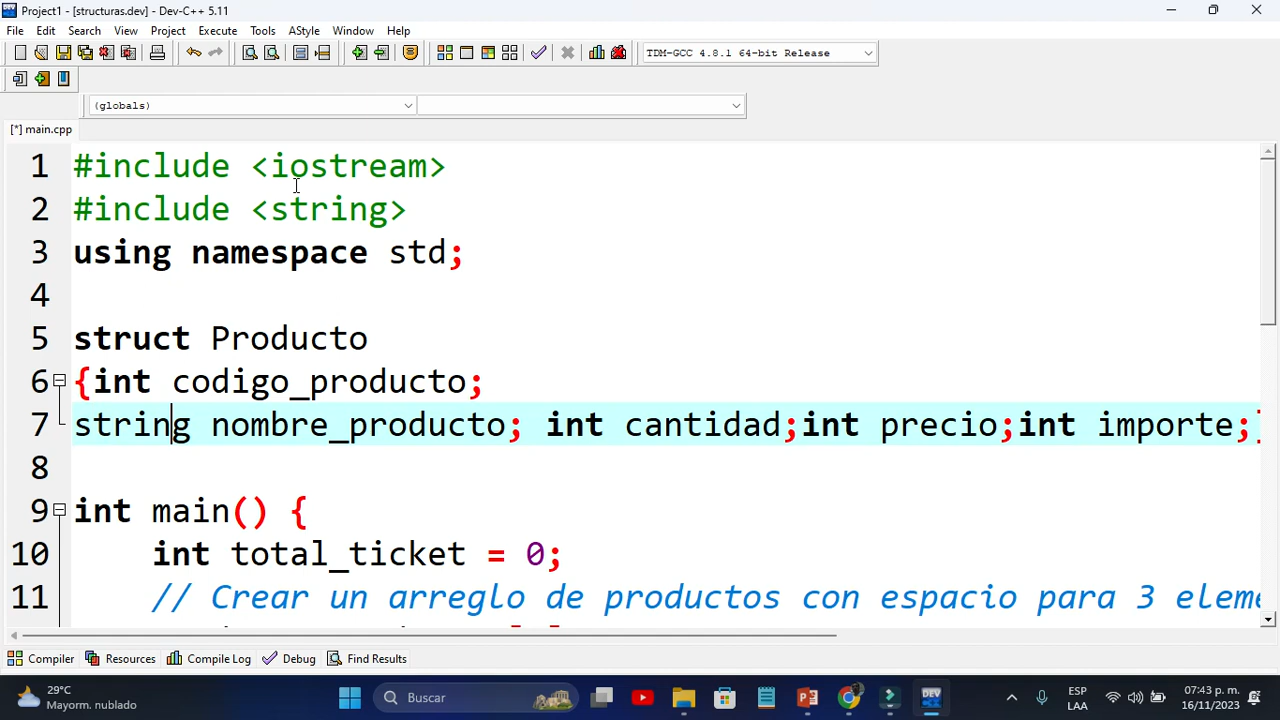 Project1 - [structuras.dev] - Dev-C++ 5.11
File Edit Search View Project Execute Tools AStyle Window Help
TDM-GCC 4.8.1 64-bit Release
(globals)
[*] main.cpp
1 #include <iostream>
2 #include <string>
3 using namespace std;
4
5 struct Producto
6 {int codigo_producto;
7 string nombre_producto; int cantidad;int precio;int importe;}
8
9 int main() {
10 int total_ticket = 0;
11 // Crear un arreglo de productos con espacio para 3 eleme
Compiler Resources Compile Log Debug Find Results
29°C
Mayorm. nublado
Buscar
DEV
ESP
LAA
07:43 p. m.
16/11/2023